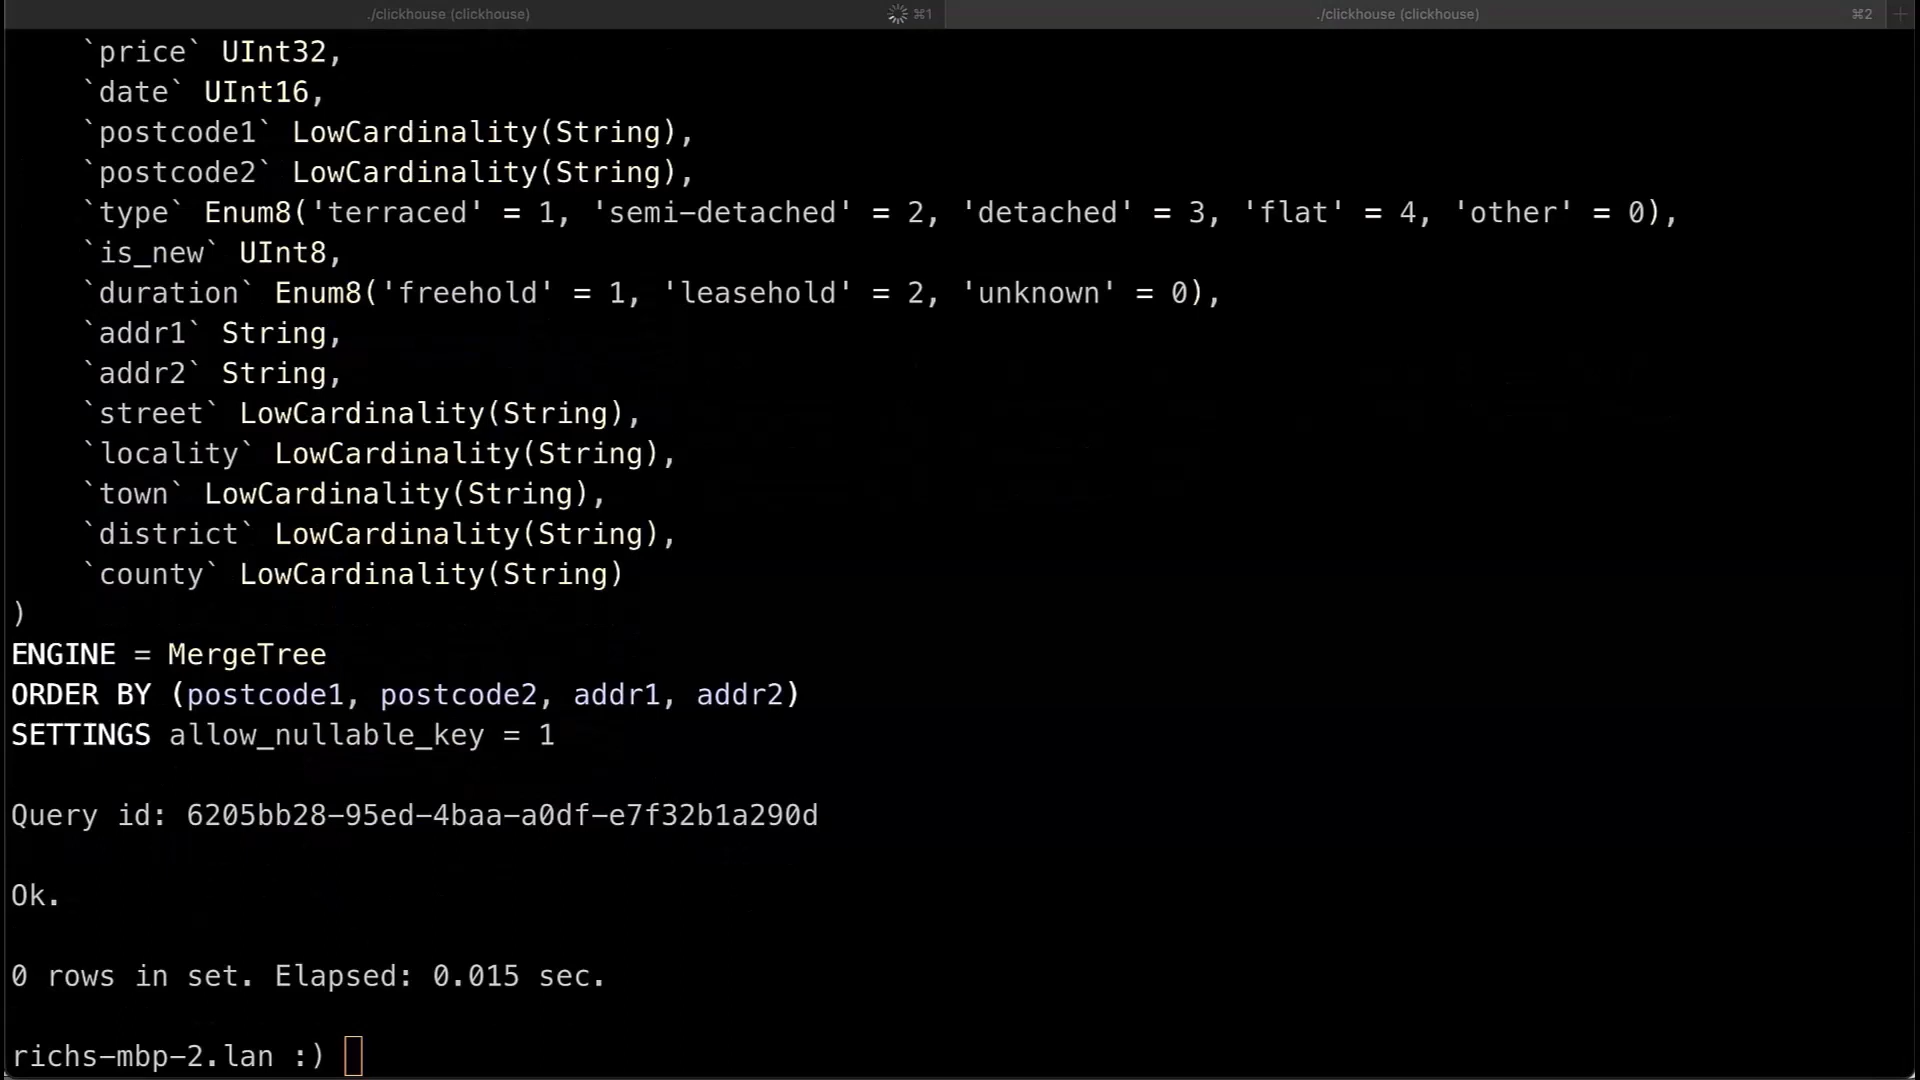 ./clickhouse (clickhouse) ⌘1 ./clickhouse (clickhouse) ⌘2 +
`price` UInt32,
`date` UInt16,
`postcode1` LowCardinality(String),
`postcode2` LowCardinality(String),
`type` Enum8('terraced' = 1, 'semi-detached' = 2, 'detached' = 3, 'flat' = 4, 'other' = 0),
`is_new` UInt8,
`duration` Enum8('freehold' = 1, 'leasehold' = 2, 'unknown' = 0),
`addr1` String,
`addr2` String,
`street` LowCardinality(String),
`locality` LowCardinality(String),
`town` LowCardinality(String),
`district` LowCardinality(String),
`county` LowCardinality(String)
)
ENGINE = MergeTree
ORDER BY (postcode1, postcode2, addr1, addr2)
SETTINGS allow_nullable_key = 1
Query id: 6205bb28-95ed-4baa-a0df-e7f32b1a290d
Ok.
0 rows in set. Elapsed: 0.015 sec.
richs-mbp-2.lan :)